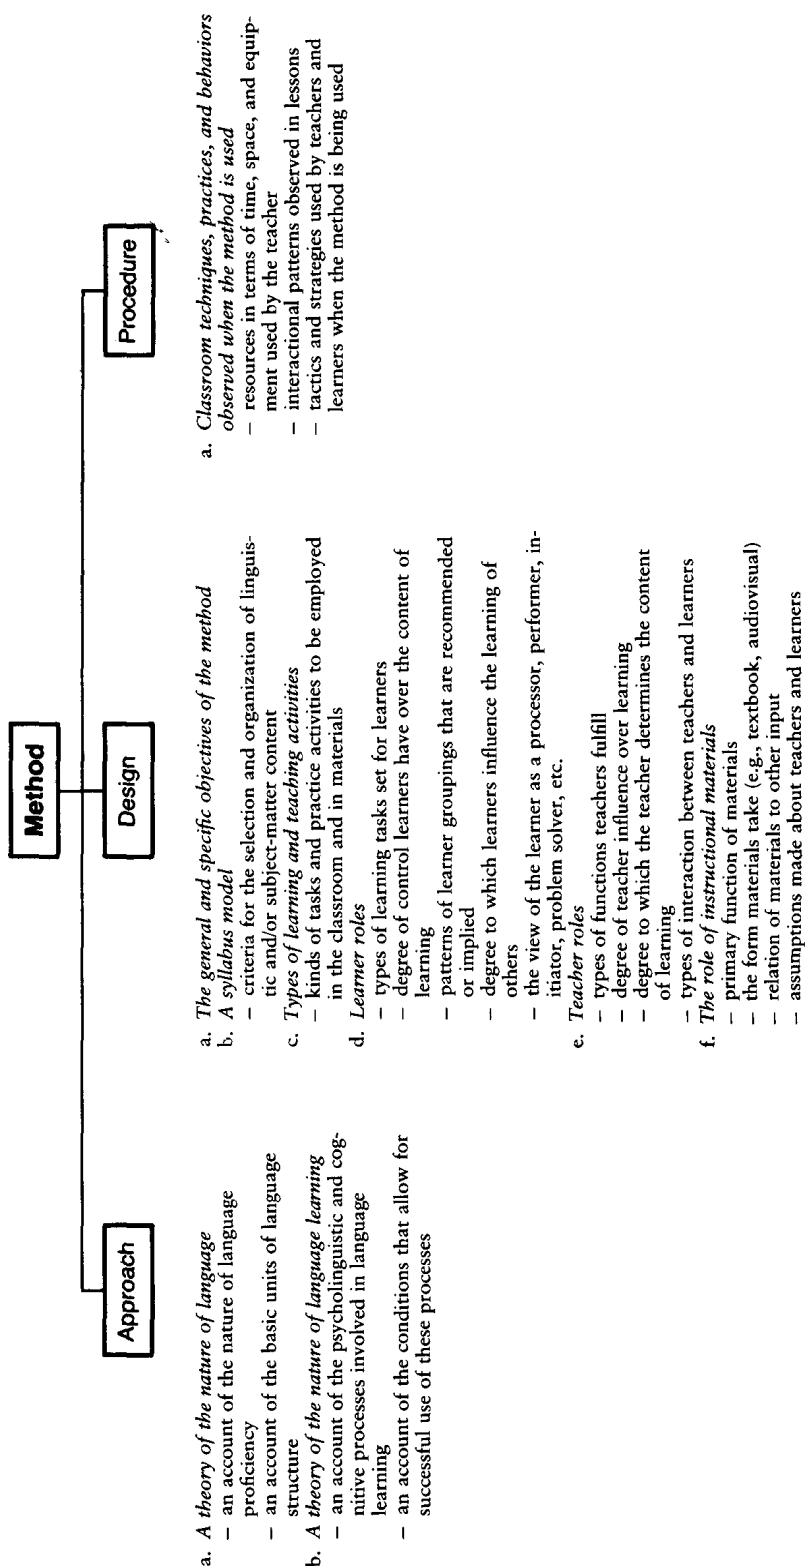 Method
Approach
Design
Procedure
a. A theory of the nature of language
– an account of the nature of language
proficiency
– an account of the basic units of language
structure
b. A theory of the nature of language learning
– an account of the psycholinguistic and cog-
nitive processes involved in language
learning
– an account of the conditions that allow for
successful use of these processes
a. The general and specific objectives of the method
b. A syllabus model
– criteria for the selection and organization of linguis-
tic and/or subject-matter content
c. Types of learning and teaching activities
– kinds of tasks and practice activities to be employed
in the classroom and in materials
d. Learner roles
– types of learning tasks set for learners
– degree of control learners have over the content of
learning
– patterns of learner groupings that are recommended
or implied
– degree to which learners influence the learning of
others
– the view of the learner as a processor, performer, in-
itiator, problem solver, etc.
e. Teacher roles
– types of functions teachers fulfill
– degree of teacher influence over learning
– degree to which the teacher determines the content
of learning
– types of interaction between teachers and learners
f. The role of instructional materials
– primary function of materials
– the form materials take (e.g., textbook, audiovisual)
– relation of materials to other input
– assumptions made about teachers and learners
a. Classroom techniques, practices, and behaviors
observed when the method is used
– resources in terms of time, space, and equip-
ment used by the teacher
– interactional patterns observed in lessons
– tactics and strategies used by teachers and
learners when the method is being used